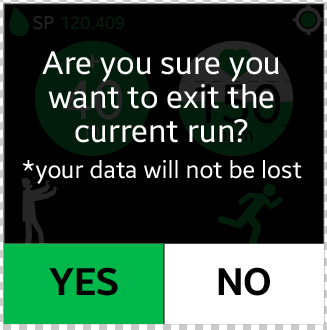 SP 120.409
Are you sure you
want to exit the
current run?
*your data will not be lost
YES
NO